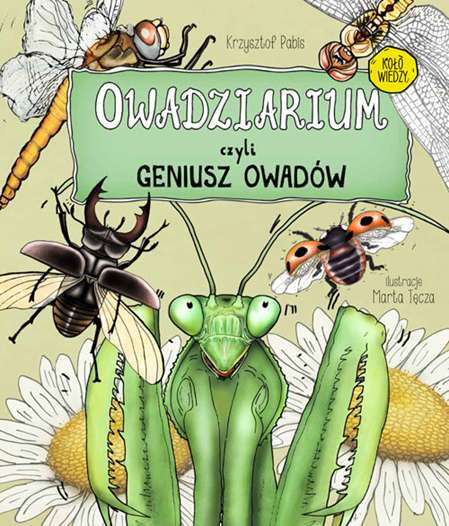 Krzysztof Pabis
KOŁO
WIEDZY
OWADZIARIUM
czyli
GENIUSZ OWADÓW
ilustracje
Marta Tęcza